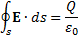 ∮ₛ E · ds = Q/ε₀